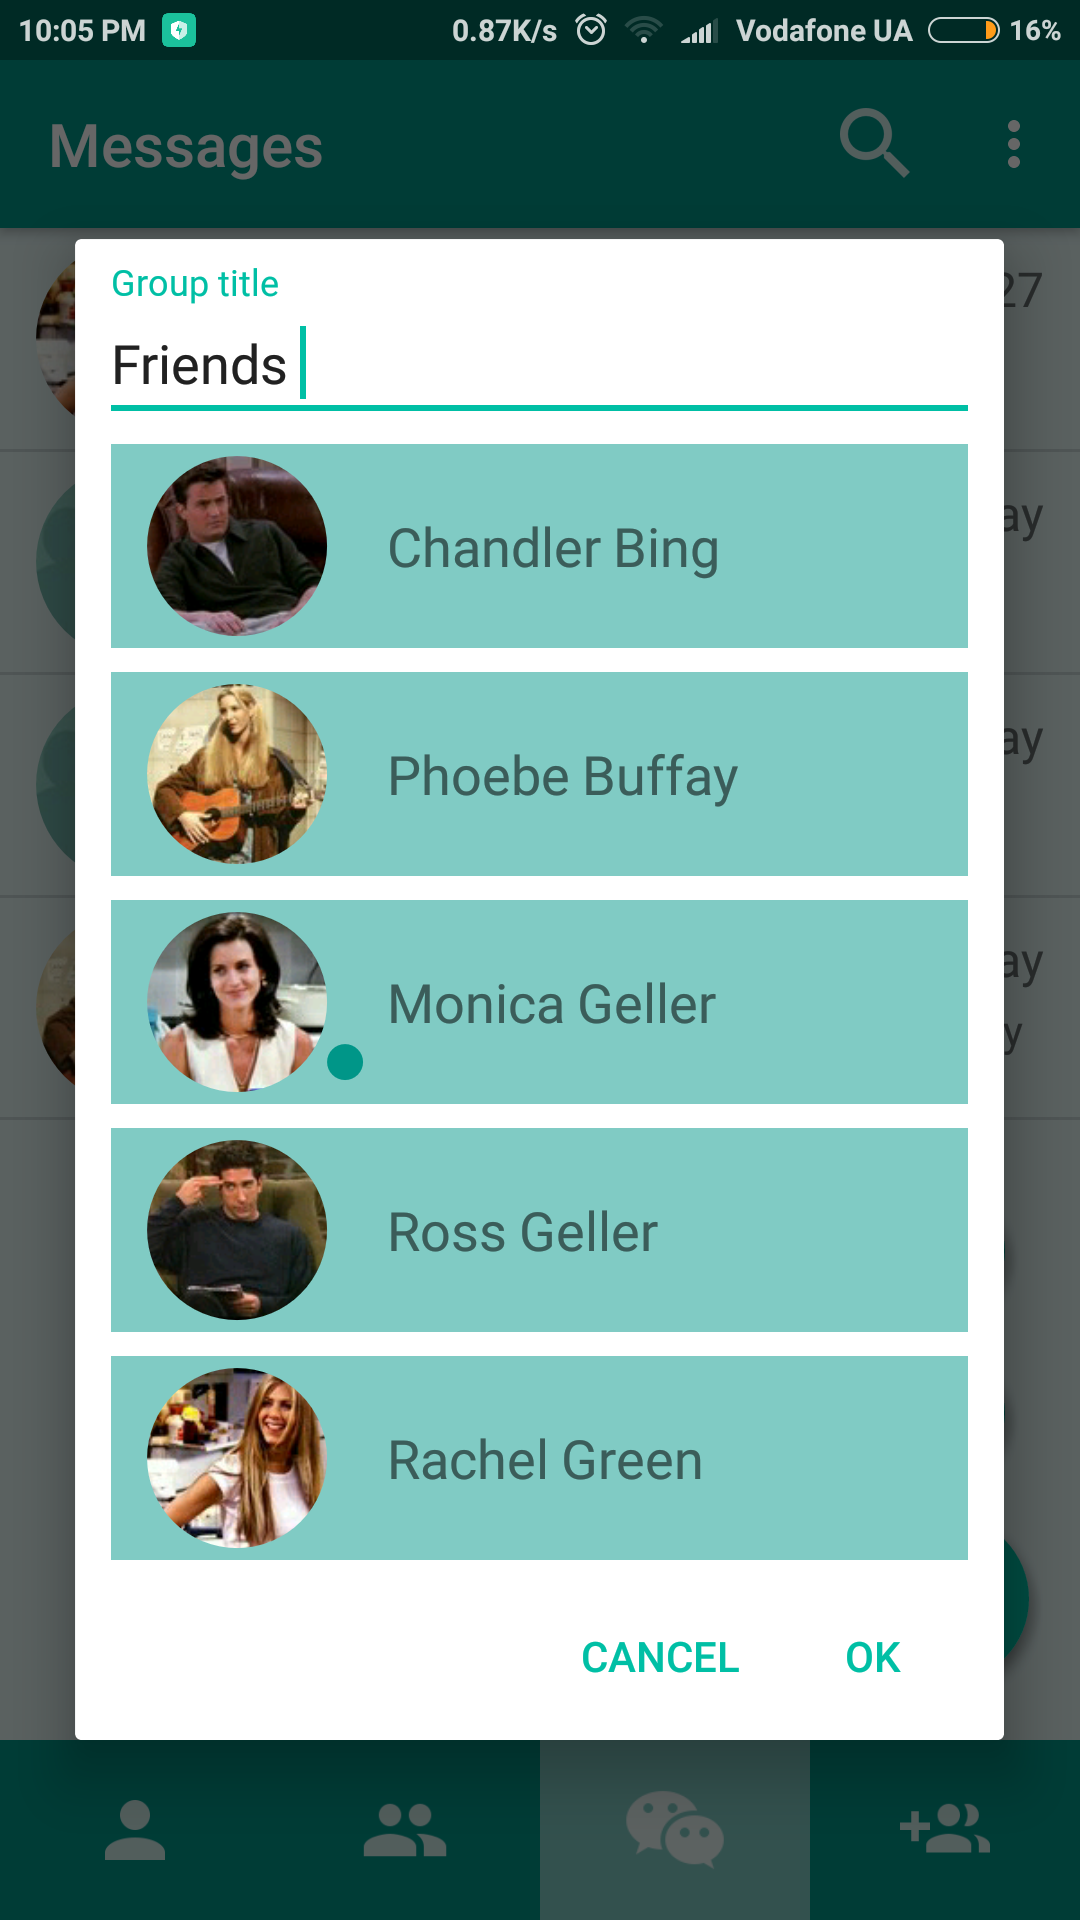 10:05 PM 0.87K/s Vodafone UA 16%
Messages
27
Group title
Friends
ay
Chandler Bing
ay
Phoebe Buffay
ay
Monica Geller
y
Ross Geller
Rachel Green
CANCEL OK